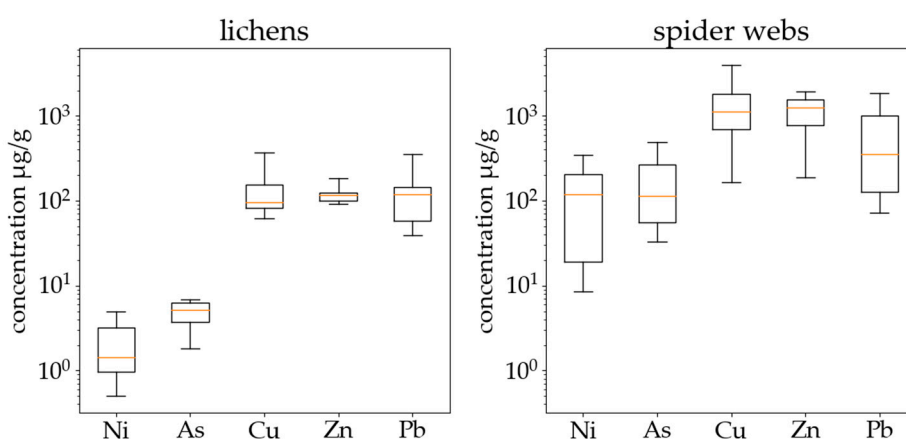 lichens
concentration µg/g
10³
10²
10¹
10⁰
Ni As Cu Zn Pb
spider webs
concentration µg/g
10³
10²
10¹
10⁰
Ni As Cu Zn Pb